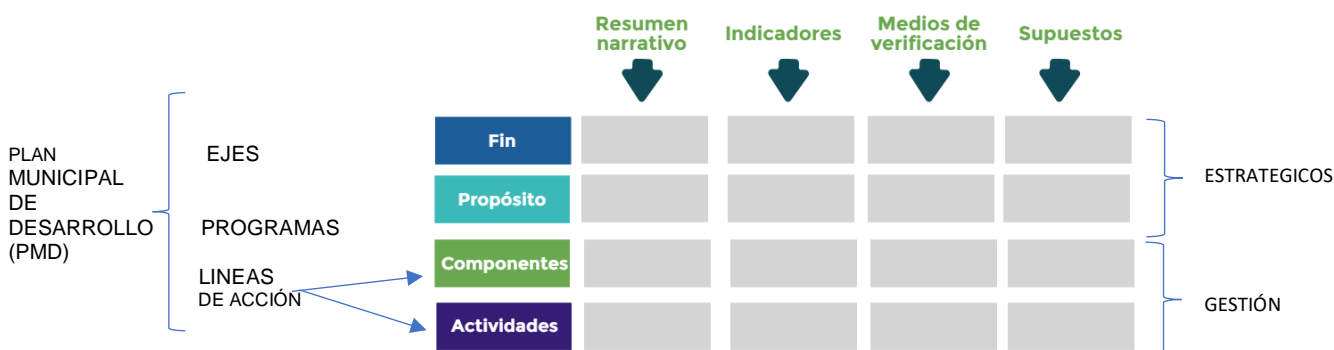 Resumen
narrativo
Indicadores
Medios de
verificación
Supuestos
PLAN
MUNICIPAL
DE
DESARROLLO
(PMD)
EJES
PROGRAMAS
LINEAS
DE ACCIÓN
Fin
Propósito
Componentes
Actividades
ESTRATEGICOS
GESTIÓN